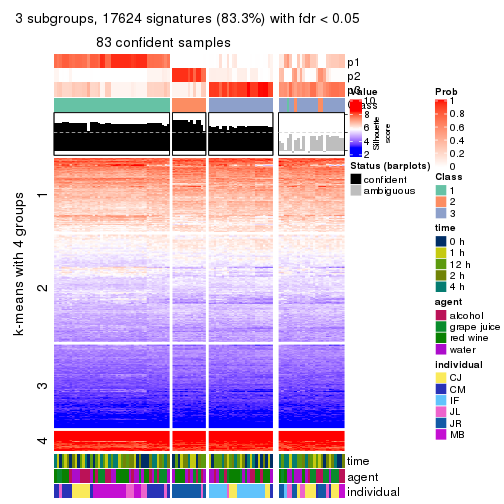 3 subgroups, 17624 signatures (83.3%) with fdr < 0.05
83 confident samples
p1
p2
p3
Class
k-means with 4 groups
1
2
3
4
time
agent
individual
Value
10
8
6
4
2
Silhouette
score
Status (barplots)
confident
ambiguous
Prob
1
0.8
0.6
0.4
0.2
0
Class
1
2
3
time
0 h
1 h
12 h
2 h
4 h
agent
alcohol
grape juice
red wine
water
individual
CJ
CM
IF
JL
JR
MB